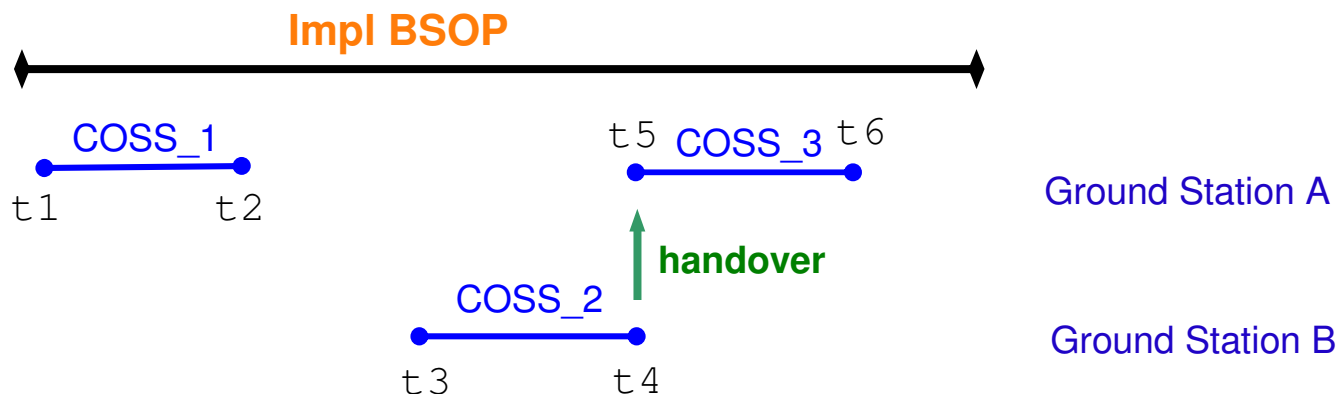 Impl BSOP
COSS_1
t5 COSS_3 t6
t1 t2
Ground Station A
handover
COSS_2
Ground Station B
t3 t4